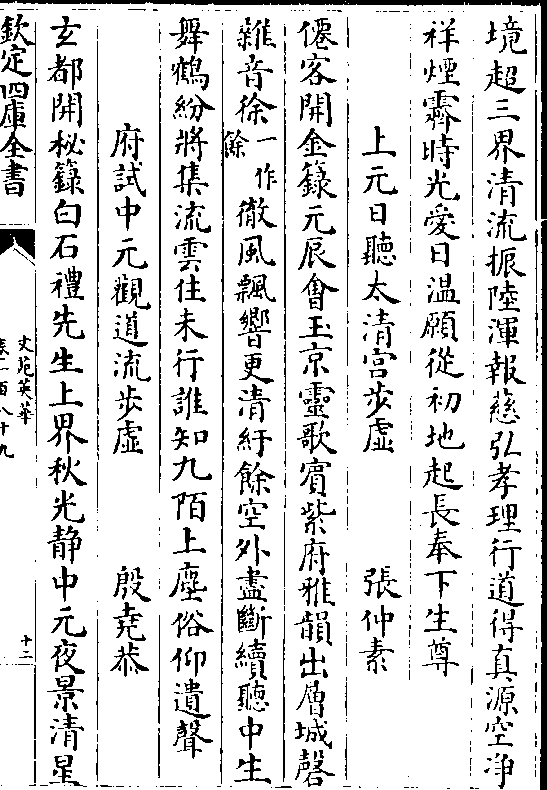 境超三界清流振陸渾報慈弘孝理行道得真源空净
祥煙霽時光愛日温願從初地起長奉下生尊
上元日聽太清宮步虛　張仲素
僊客開金籙元辰會玉京靈歌賓紫府雅韻出層城磬
雜音徐一作餘徹風飄響更清紆餘空外盡斷續聽中生
舞鶴紛將集流雲住未行誰知九陌上塵俗仰遺聲
府試中元觀道流步虛　殷堯恭
玄都開秘籙白石禮先生上界秋光静中元夜景清星
欽定四庫全書
文苑英華
卷一百八十九
十三